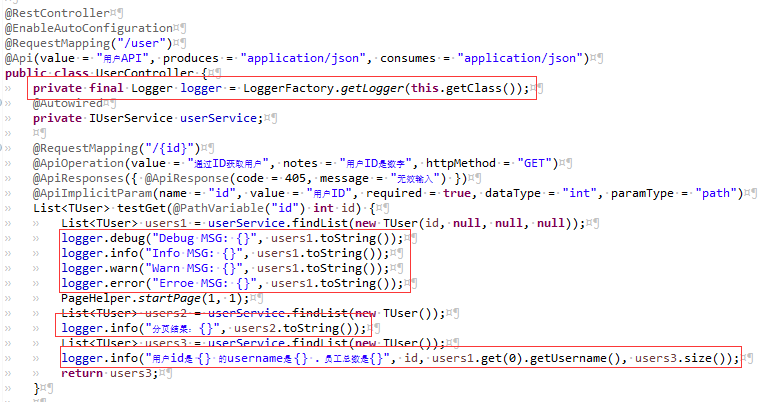 @RestController
@EnableAutoConfiguration
@RequestMapping("/user")
@Api(value = "用户API", produces = "application/json", consumes = "application/json")
public class UserController {
private final Logger logger = LoggerFactory.getLogger(this.getClass());
@Autowired
private IUserService userService;
@RequestMapping("/{id}")
@ApiOperation(value = "通过ID获取用户", notes = "用户ID是数字", httpMethod = "GET")
@ApiResponses({ @ApiResponse(code = 405, message = "无效输入") })
@ApiImplicitParam(name = "id", value = "用户ID", required = true, dataType = "int", paramType = "path")
List<TUser> testGet(@PathVariable("id") int id) {
List<TUser> users1 = userService.findList(new TUser(id, null, null, null));
logger.debug("Debug MSG: {}", users1.toString());
logger.info("Info MSG: {}", users1.toString());
logger.warn("Warn MSG: {}", users1.toString());
logger.error("Erroe MSG: {}", users1.toString());
PageHelper.startPage(1, 1);
List<TUser> users2 = userService.findList(new TUser());
logger.info("分页结果: {}", users2.toString());
List<TUser> users3 = userService.findList(new TUser());
logger.info("用户id是 {} 的username是 {} . 员工总数是{}", id, users1.get(0).getUsername(), users3.size());
return users3;
}